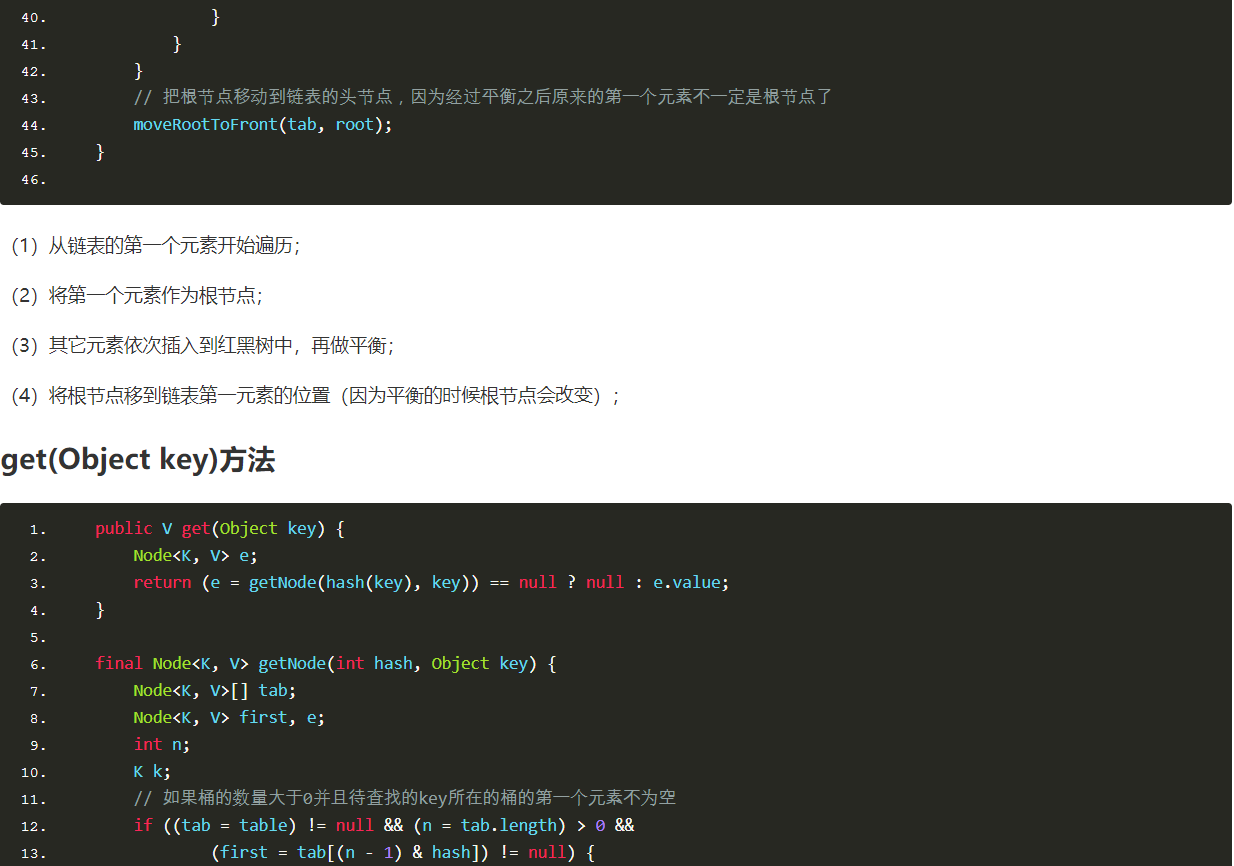 40.                 }
41.             }
42.         }
43.         // 把根节点移动到链表的头节点，因为经过平衡之后原来的第一个元素不一定是根节点了
44.         moveRootToFront(tab, root);
45.     }
46.
（1）从链表的第一个元素开始遍历；
（2）将第一个元素作为根节点；
（3）其它元素依次插入到红黑树中，再做平衡；
（4）将根节点移到链表第一元素的位置（因为平衡的时候根节点会改变）；
get(Object key)方法
1.     public V get(Object key) {
2.         Node<K, V> e;
3.         return (e = getNode(hash(key), key)) == null ? null : e.value;
4.     }
5.
6.     final Node<K, V> getNode(int hash, Object key) {
7.         Node<K, V>[] tab;
8.         Node<K, V> first, e;
9.         int n;
10.         K k;
11.         // 如果桶的数量大于0并且待查找的key所在的桶的第一个元素不为空
12.         if ((tab = table) != null && (n = tab.length) > 0 &&
13.                 (first = tab[(n - 1) & hash]) != null) {